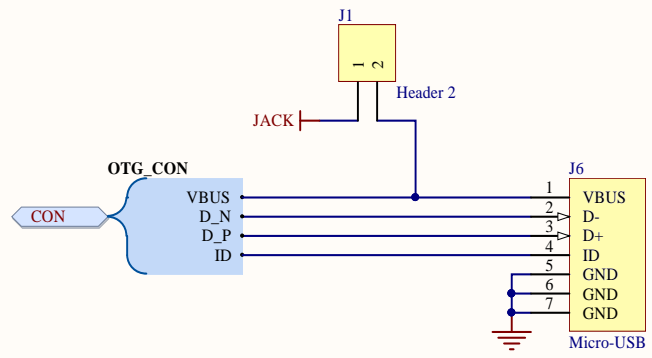 J1
1 2
Header 2
JACK
OTG_CON
CON
VBUS
D_N
D_P
ID
J6
1 VBUS
2 D-
3 D+
4 ID
5 GND
6 GND
7 GND
Micro-USB